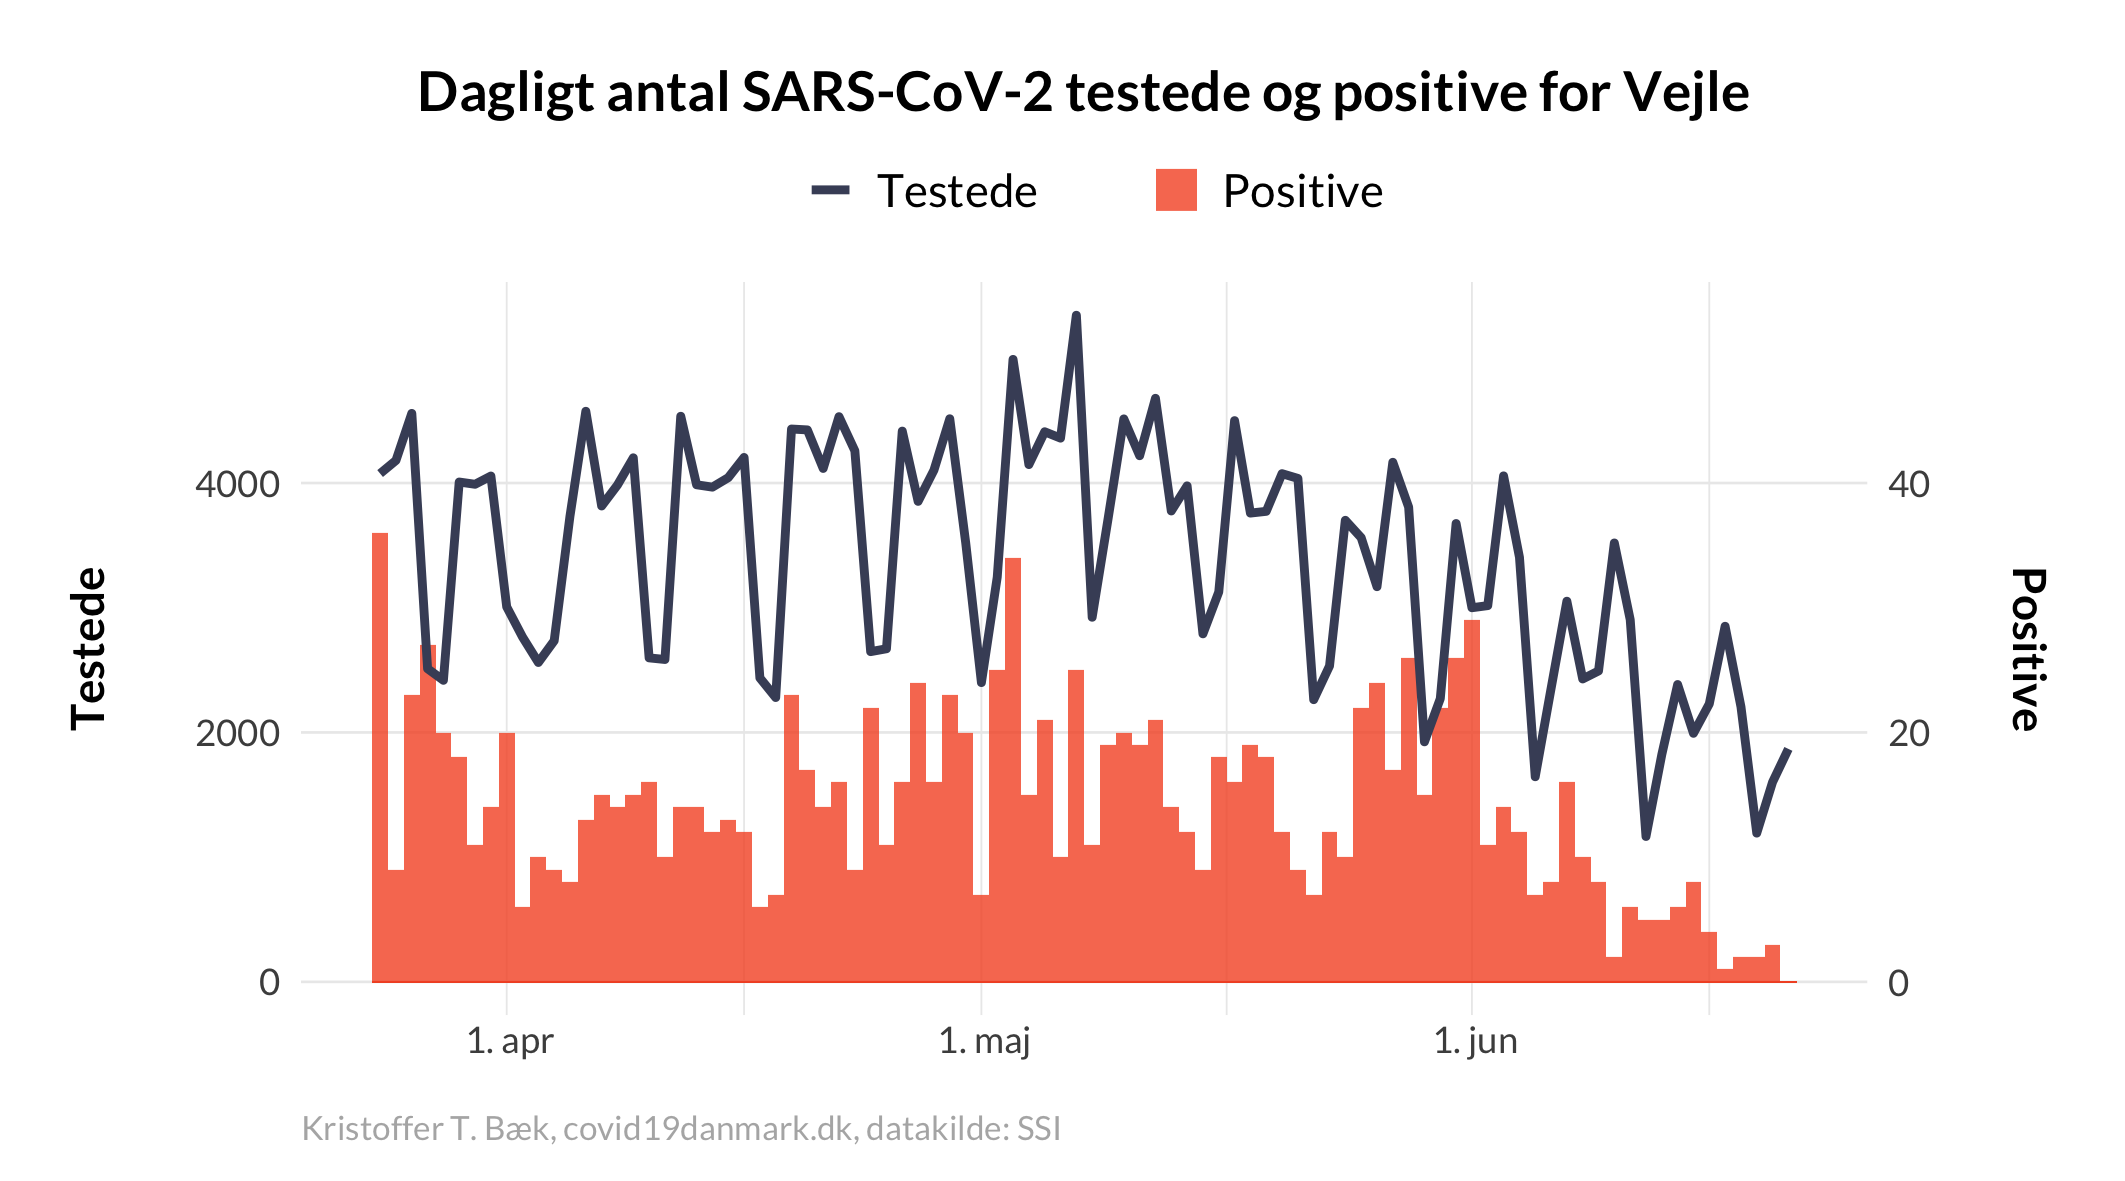 Dagligt antal SARS-CoV-2 testede og positive for Vejle
Testede
Positive
4000
2000
0
40
20
0
Testede
Positive
1. apr
1. maj
1. jun
Kristoffer T. Bæk, covid19danmark.dk, datakilde: SSI